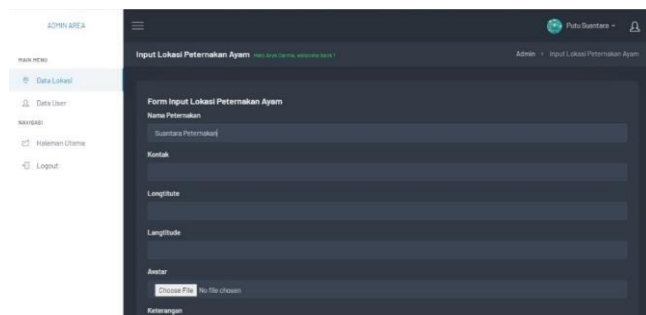 ADMIN AREA
Putu Suantara
Input Lokasi Peternakan Ayam
Admin > Input Lokasi Peternakan Ayam
MAIN MENU
Data Lokasi
Data User
NAVIGASI
Halaman Utama
Logout
Form Input Lokasi Peternakan Ayam
Nama Peternakan
Suantara Peternakan
Kontak
Longtitute
Langtitude
Avatar
Choose File No file chosen
Keterangan